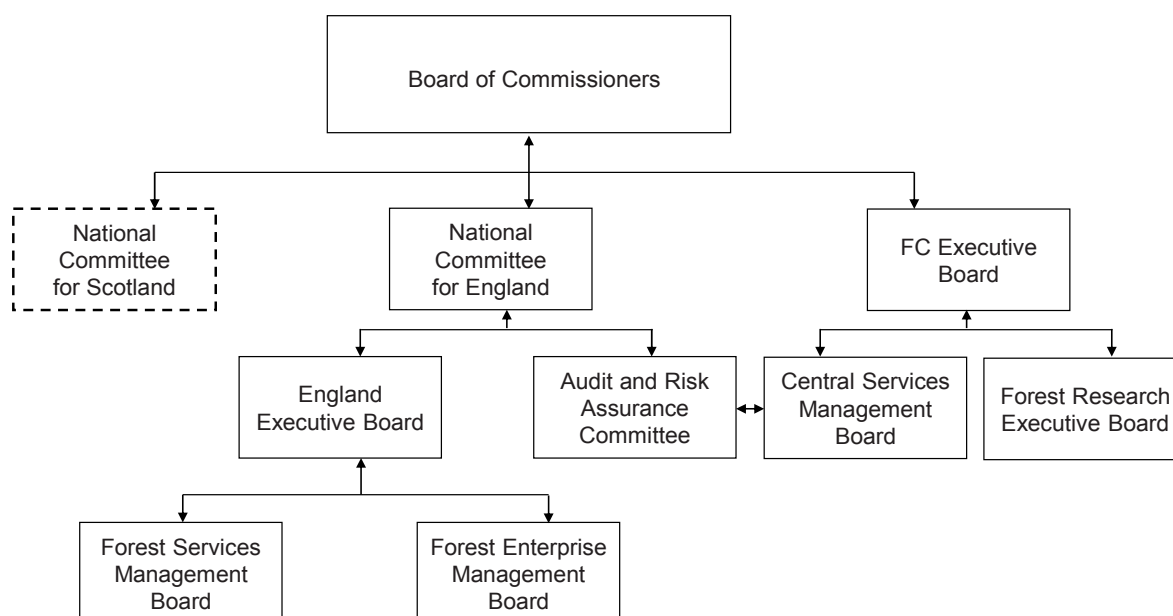 Board of Commissioners
National
Committee
for Scotland
National
Committee
for England
FC Executive
Board
England
Executive Board
Audit and Risk
Assurance
Committee
Central Services
Management
Board
Forest Research
Executive Board
Forest Services
Management
Board
Forest Enterprise
Management
Board